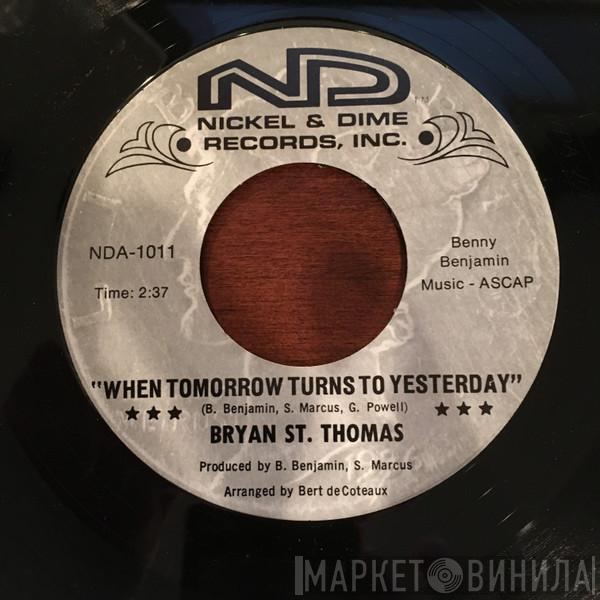 ND
TM
NICKEL & DIME
RECORDS, INC.
NDA-1011
Time: 2:37
Benny
Benjamin
Music - ASCAP
"WHEN TOMORROW TURNS TO YESTERDAY"
(B. Benjamin, S. Marcus, G. Powell)
BRYAN ST. THOMAS
Produced by B. Benjamin, S. Marcus
Arranged by Bert deCoteaux
МАРКЕТ ВИНИЛА